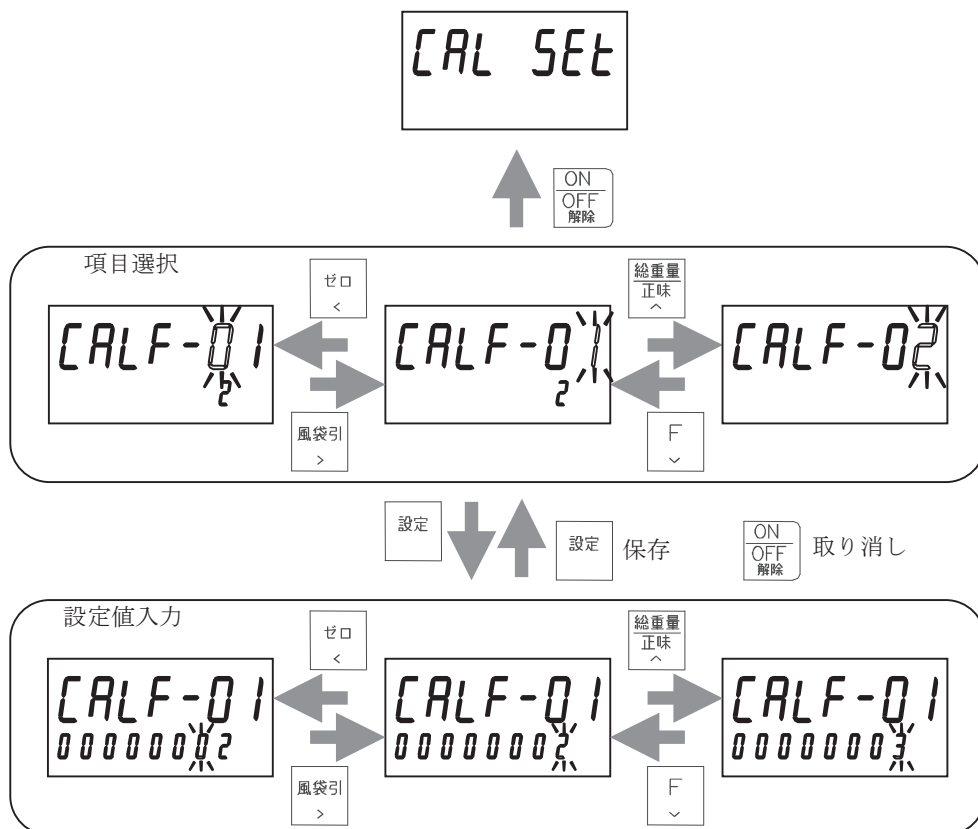 CAL SEt
ON
OFF
解除
項目選択
ゼロ
<
総重量
正味
^
CALF-01
2
CALF-01
2
CALF-02
風袋引
>
F
⌄
設定
設定
保存
ON
OFF
解除
取り消し
設定値入力
ゼロ
<
総重量
正味
^
CALF-01
00000002
CALF-01
00000002
CALF-01
00000003
風袋引
>
F
⌄